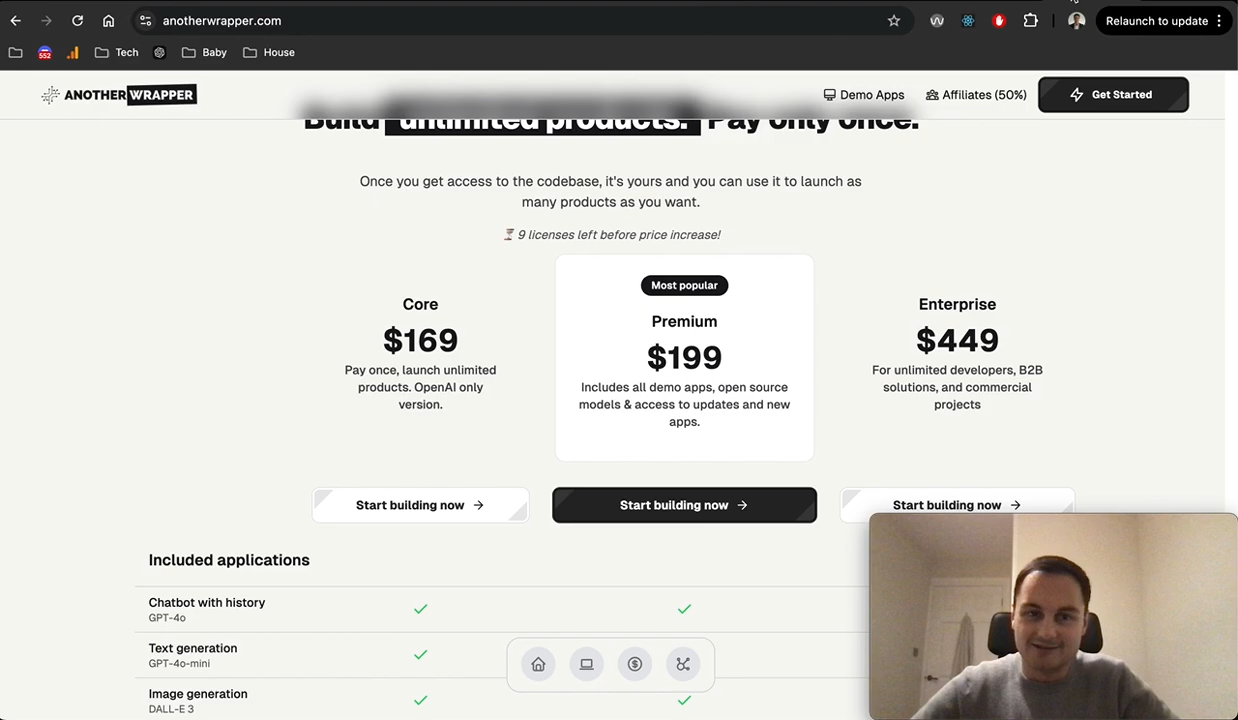 anotherwrapper.com
Relaunch to update
552
Tech
Baby
House
ANOTHERWRAPPER
Demo Apps
Affiliates (50%)
Get Started
Build unlimited products. Pay only once.
Once you get access to the codebase, it's yours and you can use it to launch as
many products as you want.
⏳ 9 licenses left before price increase!
Core
$169
Pay once, launch unlimited
products. OpenAI only
version.
Most popular
Premium
$199
Includes all demo apps, open source
models & access to updates and new
apps.
Enterprise
$449
For unlimited developers, B2B
solutions, and commercial
projects
Start building now →
Start building now →
Start building now →
Included applications
Chatbot with history
GPT-4o
Text generation
GPT-4o-mini
Image generation
DALL-E 3